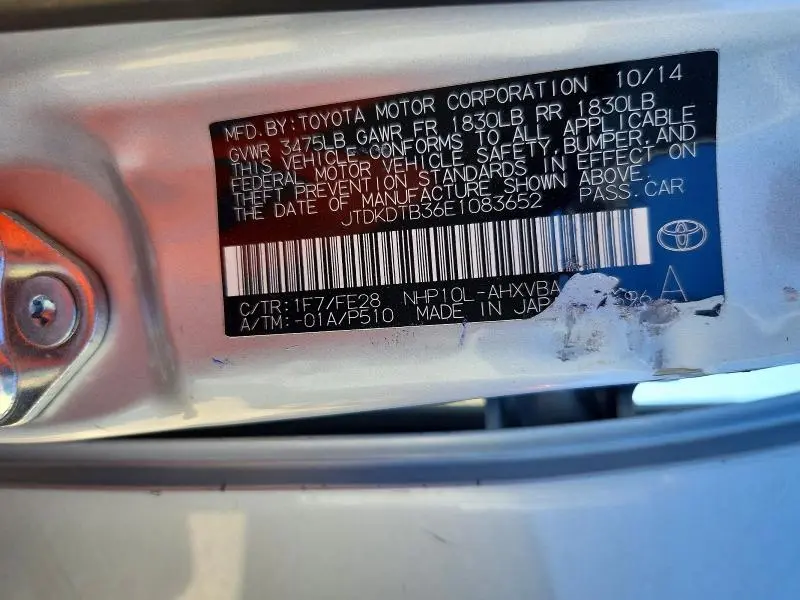 MFD.BY:TOYOTA MOTOR CORPORATION 10/14
GVWR 3475LB GAWR FR 1830LB RR 1830LB
THIS VEHICLE CONFORMS TO ALL APPLICABLE
FEDERAL MOTOR VEHICLE SAFETY,BUMPER,AND
THEFT PREVENTION STANDARDS IN EFFECT ON
THE DATE OF MANUFACTURE SHOWN ABOVE.
JTDKDTB36E1083652 PASS.CAR
C/TR:1F7/FE28 NHP10L-AHXVBA
A/TM:-01A/P510 MADE IN JAPAN A